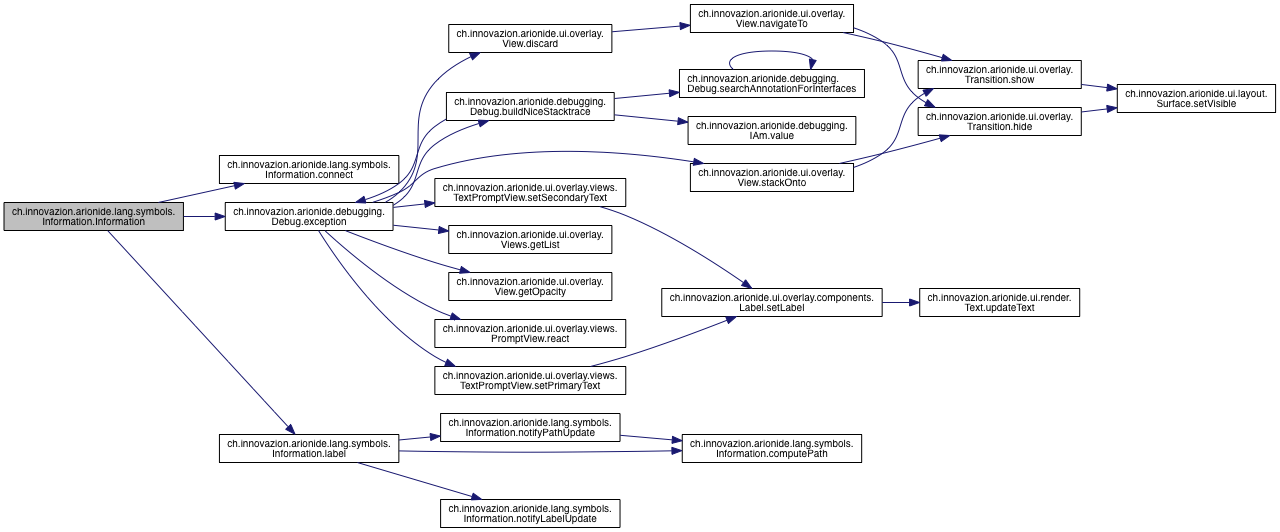 ch.innovazion.arionide.lang.symbols.
Information.Information
ch.innovazion.arionide.lang.symbols.
Information.connect
ch.innovazion.arionide.debugging.
Debug.exception
ch.innovazion.arionide.lang.symbols.
Information.label
ch.innovazion.arionide.ui.overlay.
View.discard
ch.innovazion.arionide.debugging.
Debug.buildNiceStacktrace
ch.innovazion.arionide.ui.overlay.views.
TextPromptView.setSecondaryText
ch.innovazion.arionide.ui.overlay.
Views.getList
ch.innovazion.arionide.ui.overlay.
View.getOpacity
ch.innovazion.arionide.ui.overlay.views.
PromptView.react
ch.innovazion.arionide.ui.overlay.views.
TextPromptView.setPrimaryText
ch.innovazion.arionide.lang.symbols.
Information.notifyPathUpdate
ch.innovazion.arionide.lang.symbols.
Information.notifyLabelUpdate
ch.innovazion.arionide.ui.overlay.
View.navigateTo
ch.innovazion.arionide.debugging.
Debug.searchAnnotationForInterfaces
ch.innovazion.arionide.debugging.
IAm.value
ch.innovazion.arionide.ui.overlay.
View.stackOnto
ch.innovazion.arionide.ui.overlay.components.
Label.setLabel
ch.innovazion.arionide.lang.symbols.
Information.computePath
ch.innovazion.arionide.ui.overlay.
Transition.show
ch.innovazion.arionide.ui.overlay.
Transition.hide
ch.innovazion.arionide.ui.render.
Text.updateText
ch.innovazion.arionide.ui.layout.
Surface.setVisible